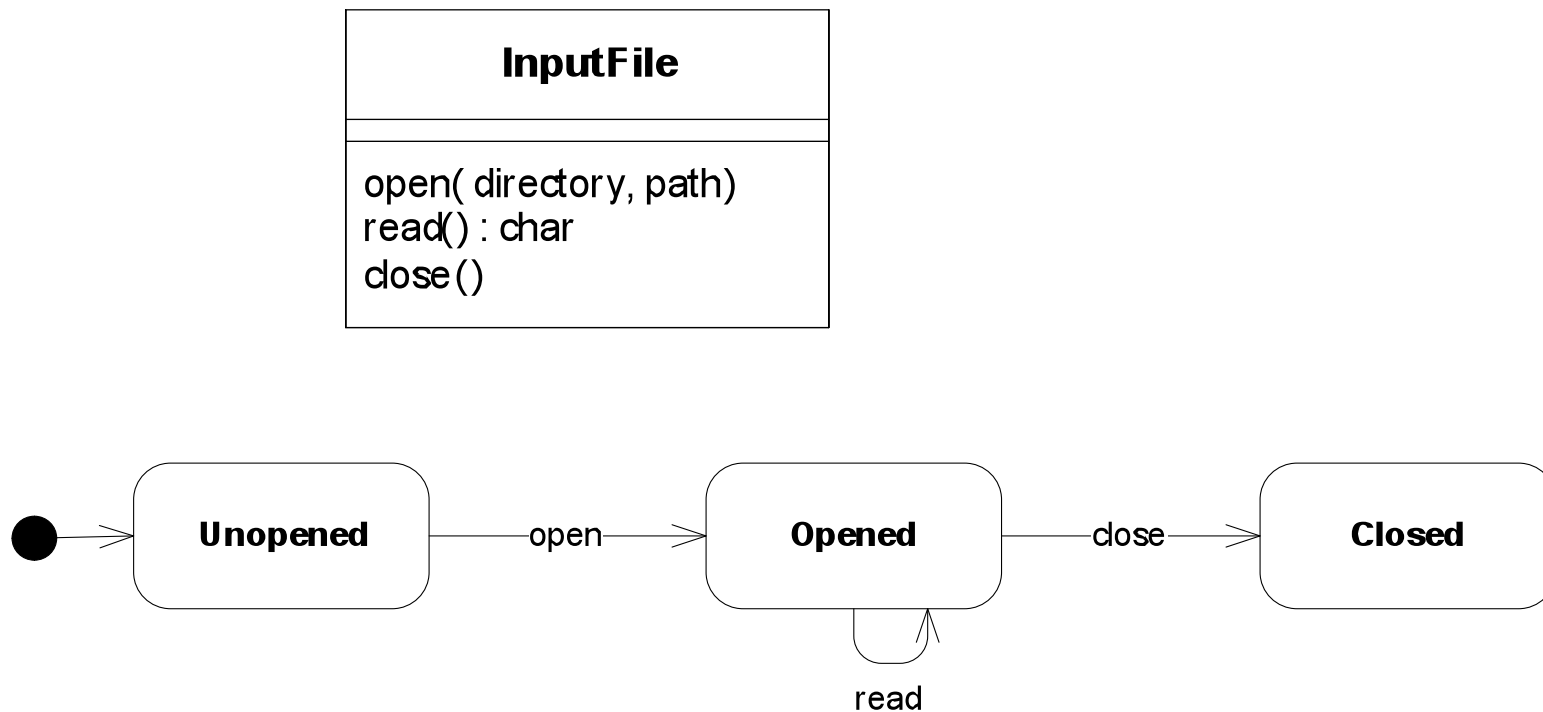 InputFile
open( directory, path)
read() : char
close()
Unopened
open
Opened
close
Closed
read